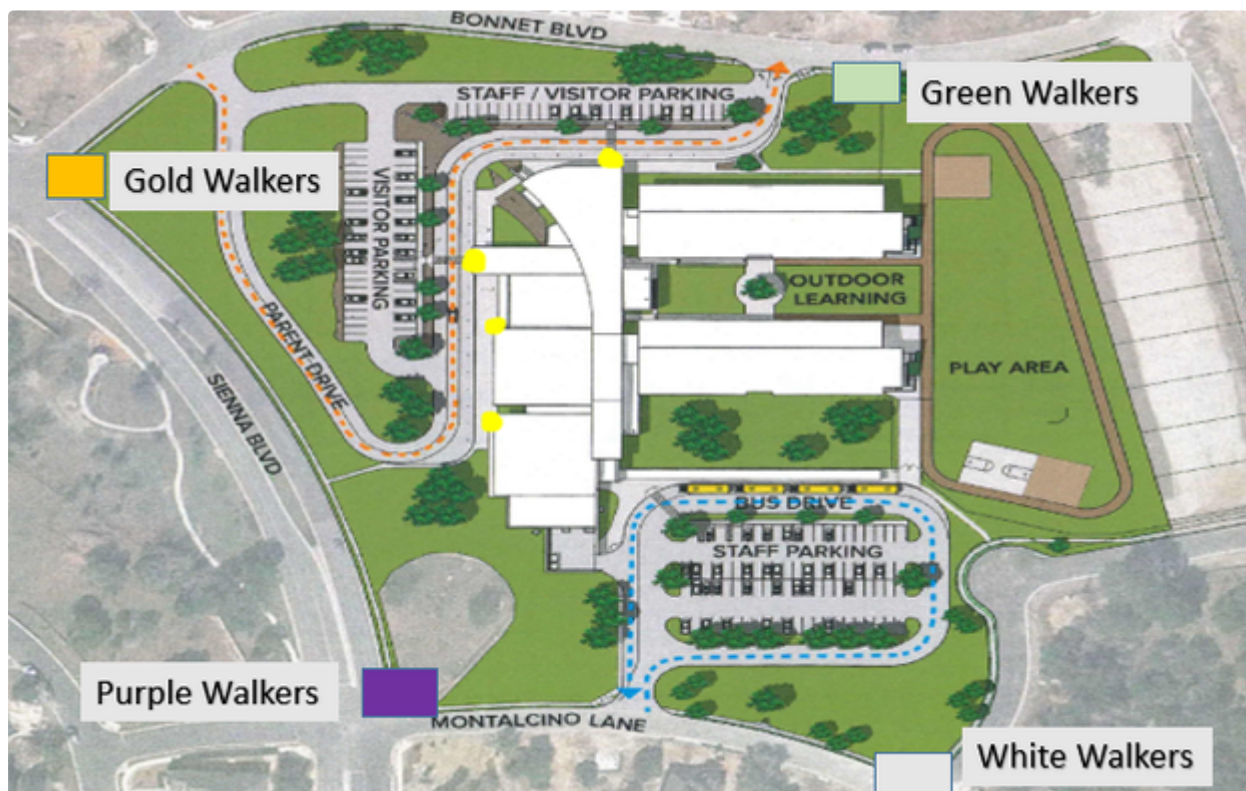 BONNET BLVD
STAFF / VISITOR PARKING
Green Walkers
Gold Walkers
VISITOR PARKING
OUTDOOR
LEARNING
PARENT DRIVE
SIENNA BLVD
PLAY AREA
BUS DRIVE
STAFF PARKING
Purple Walkers
MONTALCINO LANE
White Walkers